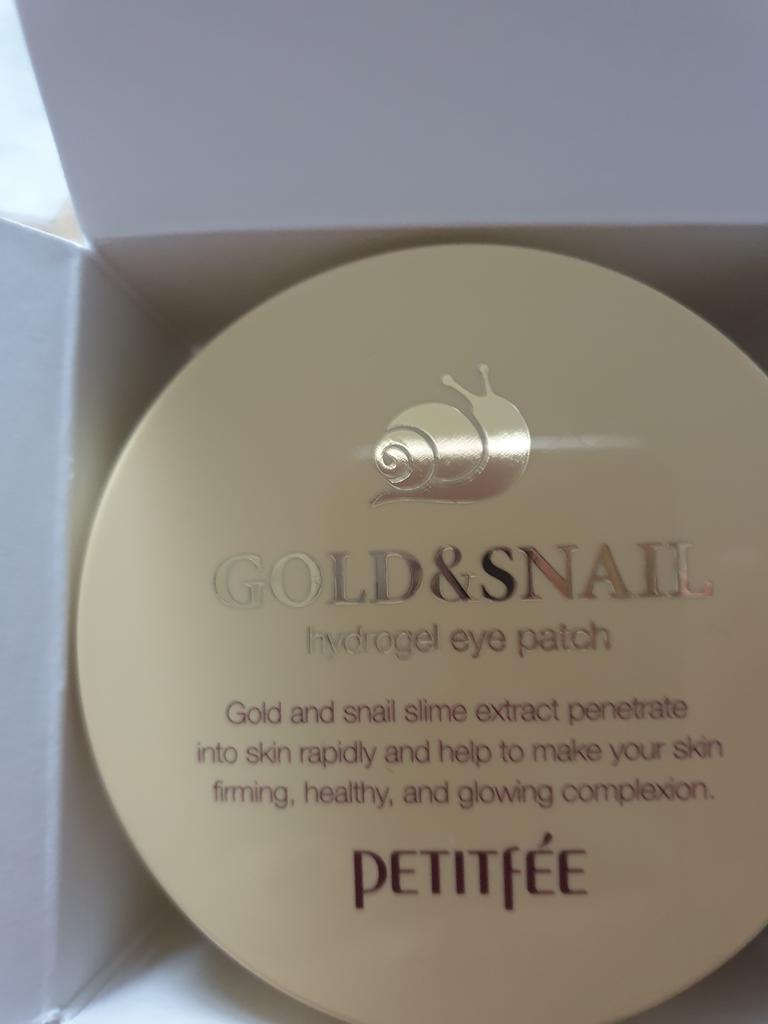 GOLD&SNAIL
hydrogel eye patch
Gold and snail slime extract penetrate
into skin rapidly and help to make your skin
firming, healthy, and glowing complexion.
PETITFÉE